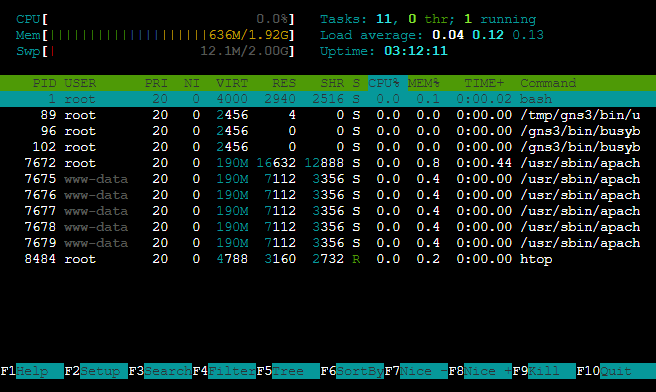 CPU[ 0.0%] Tasks: 11, 0 thr; 1 running
Mem[||||||||||||||||||||636M/1.92G] Load average: 0.04 0.12 0.13
Swp[| 12.1M/2.00G] Uptime: 03:12:11
PID USER PRI NI VIRT RES SHR S CPU% MEM% TIME+ Command
1 root 20 0 4000 2940 2516 S 0.0 0.1 0:00.02 bash
89 root 20 0 2456 4 0 S 0.0 0.0 0:00.00 /tmp/gns3/bin/u
96 root 20 0 2456 0 0 S 0.0 0.0 0:00.00 /gns3/bin/busyb
102 root 20 0 2456 0 0 S 0.0 0.0 0:00.00 /gns3/bin/busyb
7672 root 20 0 190M 16632 12888 S 0.0 0.8 0:00.44 /usr/sbin/apach
7675 www-data 20 0 190M 7112 3356 S 0.0 0.4 0:00.00 /usr/sbin/apach
7676 www-data 20 0 190M 7112 3356 S 0.0 0.4 0:00.00 /usr/sbin/apach
7677 www-data 20 0 190M 7112 3356 S 0.0 0.4 0:00.00 /usr/sbin/apach
7678 www-data 20 0 190M 7112 3356 S 0.0 0.4 0:00.00 /usr/sbin/apach
7679 www-data 20 0 190M 7112 3356 S 0.0 0.4 0:00.00 /usr/sbin/apach
8484 root 20 0 4788 3160 2732 R 0.0 0.2 0:00.00 htop
F1Help F2Setup F3SearchF4FilterF5Tree F6SortByF7Nice -F8Nice +F9Kill F10Quit